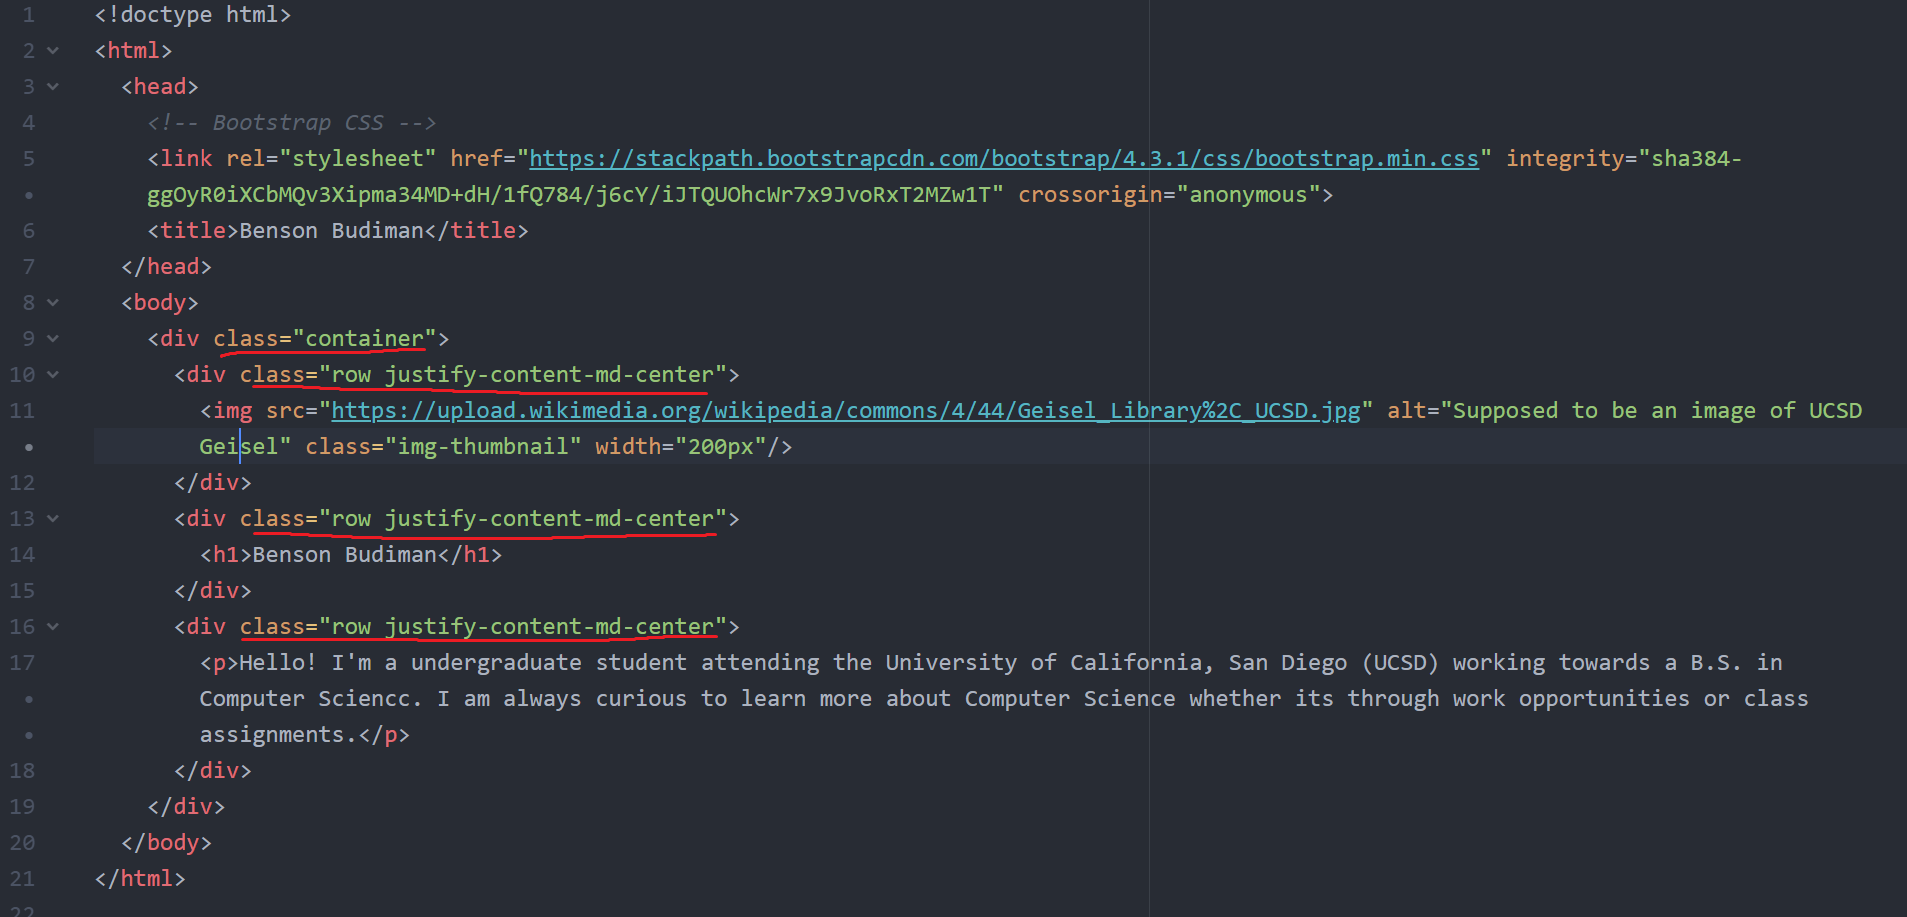 1 <!doctype html>
2 <html>
3 <head>
4 <!-- Bootstrap CSS -->
5 <link rel="stylesheet" href="https://stackpath.bootstrapcdn.com/bootstrap/4.3.1/css/bootstrap.min.css" integrity="sha384-
ggOyR0iXCbMQv3Xipma34MD+dH/1fQ784/j6cY/iJTQUOhcWr7x9JvoRxT2MZw1T" crossorigin="anonymous">
6 <title>Benson Budiman</title>
7 </head>
8 <body>
9 <div class="container">
10 <div class="row justify-content-md-center">
11 <img src="https://upload.wikimedia.org/wikipedia/commons/4/44/Geisel_Library%2C_UCSD.jpg" alt="Supposed to be an image of UCSD
Geisel" class="img-thumbnail" width="200px"/>
12 </div>
13 <div class="row justify-content-md-center">
14 <h1>Benson Budiman</h1>
15 </div>
16 <div class="row justify-content-md-center">
17 <p>Hello! I'm a undergraduate student attending the University of California, San Diego (UCSD) working towards a B.S. in
Computer Sciencc. I am always curious to learn more about Computer Science whether its through work opportunities or class
assignments.</p>
18 </div>
19 </div>
20 </body>
21 </html>
22